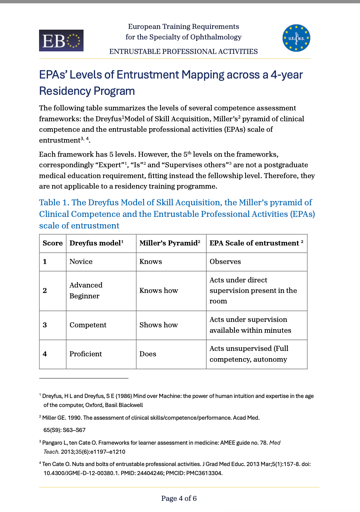 European Training Requirements
EBO
for the Specialty of Ophthalmology
ENTRUSTABLE PROFESSIONAL ACTIVITIES
EPAs' Levels of Entrustment Mapping across a 4-year
Residency Program
The following table summarizes the levels of several competence assessment
frameworks: the Dreyfus¹Model of Skill Acquisition, Miller's² pyramid of clinical
competence and the entrustable professional activities (EPAs) scale of
entrustment³, ⁴.
Each framework has 5 levels. However, the 5ᵗʰ levels on the frameworks,
correspondingly "Expert"¹, "Is"² and "Supervises others"³ are not a postgraduate
medical education requirement, fitting instead the fellowship level. Therefore, they
are not applicable to a residency training programme.
Table 1. The Dreyfus Model of Skill Acquisition, the Miller's pyramid of
Clinical Competence and the Entrustable Professional Activities (EPAs)
scale of entrustment
Score Dreyfus model¹ Miller's Pyramid² EPA Scale of entrustment ²
1 Novice Knows Observes
2 Advanced Beginner Knows how Acts under direct
supervision present in the
room
3 Competent Shows how Acts under supervision
available within minutes
4 Proficient Does Acts unsupervised (Full
competency, autonomy
¹ Dreyfus, H L and Dreyfus, S E (1986) Mind over Machine: the power of human intuition and expertise in the age
of the computer, Oxford, Basil Blackwell
² Miller GE. 1990. The assessment of clinical skills/competence/performance. Acad Med.
65(S9): S63–S67
³ Pangaro L, ten Cate O. Frameworks for learner assessment in medicine: AMEE guide no. 78. Med
Teach. 2013;35(6):e1197–e1210
⁴ Ten Cate O. Nuts and bolts of entrustable professional activities. J Grad Med Educ. 2013 Mar;5(1):157-8. doi:
10.4300/JGME-D-12-00380.1. PMID: 24404246; PMCID: PMC3613304.
Page 4 of 6